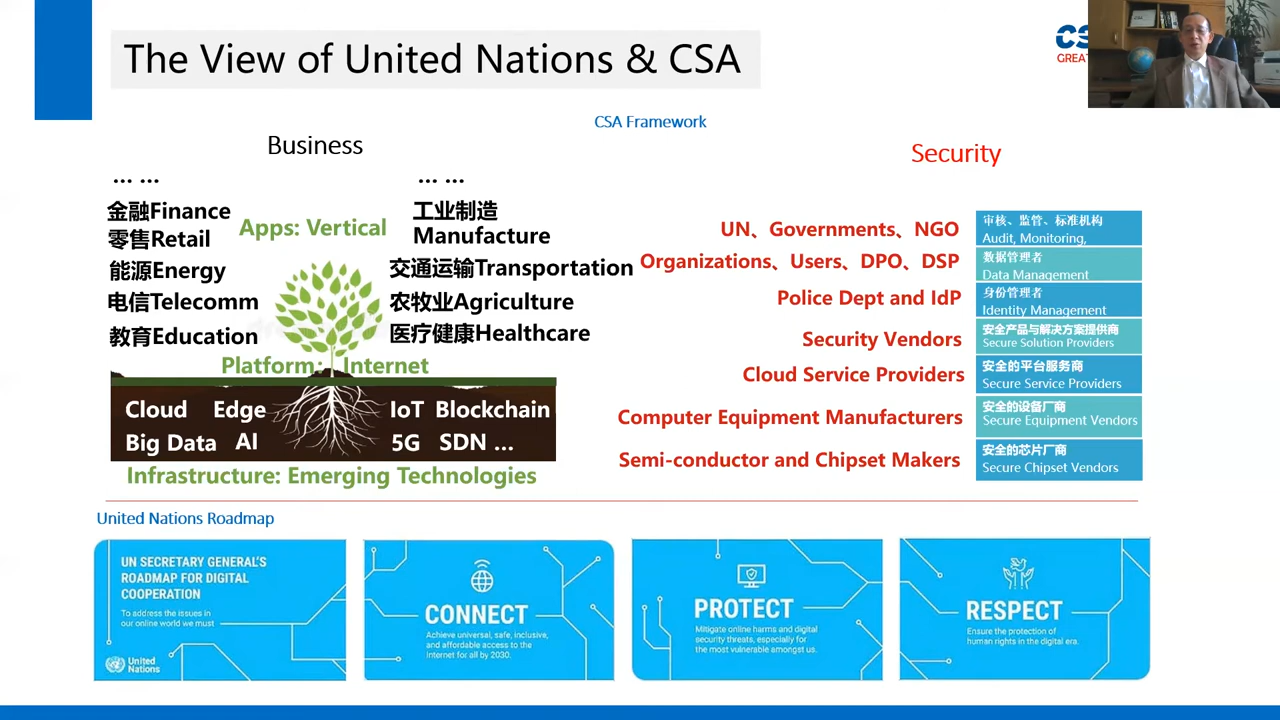 The View of United Nations & CSA
GREAT
CSA Framework
Business
... ...
... ...
金融Finance
零售Retail
能源Energy
电信Telecomm
教育Education
Apps: Vertical
工业制造
Manufacture
交通运输Transportation
农牧业Agriculture
医疗健康Healthcare
Platform: Internet
Cloud Edge IoT Blockchain
Big Data AI 5G SDN ...
Infrastructure: Emerging Technologies
Security
UN、Governments、NGO
审核、监管、标准机构
Audit, Monitoring,
Organizations、Users、DPO、DSP
数据管理者
Data Management
Police Dept and IdP
身份管理者
Identity Management
Security Vendors
安全产品与解决方案提供商
Secure Solution Providers
Cloud Service Providers
安全的平台服务商
Secure Service Providers
Computer Equipment Manufacturers
安全的设备厂商
Secure Equipment Vendors
Semi-conductor and Chipset Makers
安全的芯片厂商
Secure Chipset Vendors
United Nations Roadmap
UN SECRETARY GENERAL'S
ROADMAP FOR DIGITAL
COOPERATION
To address the issues in
our online world we must
United
Nations
CONNECT
Achieve universal, safe, inclusive,
and affordable access to the
Internet for all by 2030.
PROTECT
Mitigate online harms and digital
security threats, especially for
the most vulnerable amongst us.
RESPECT
Ensure the protection of
human rights in the digital era.